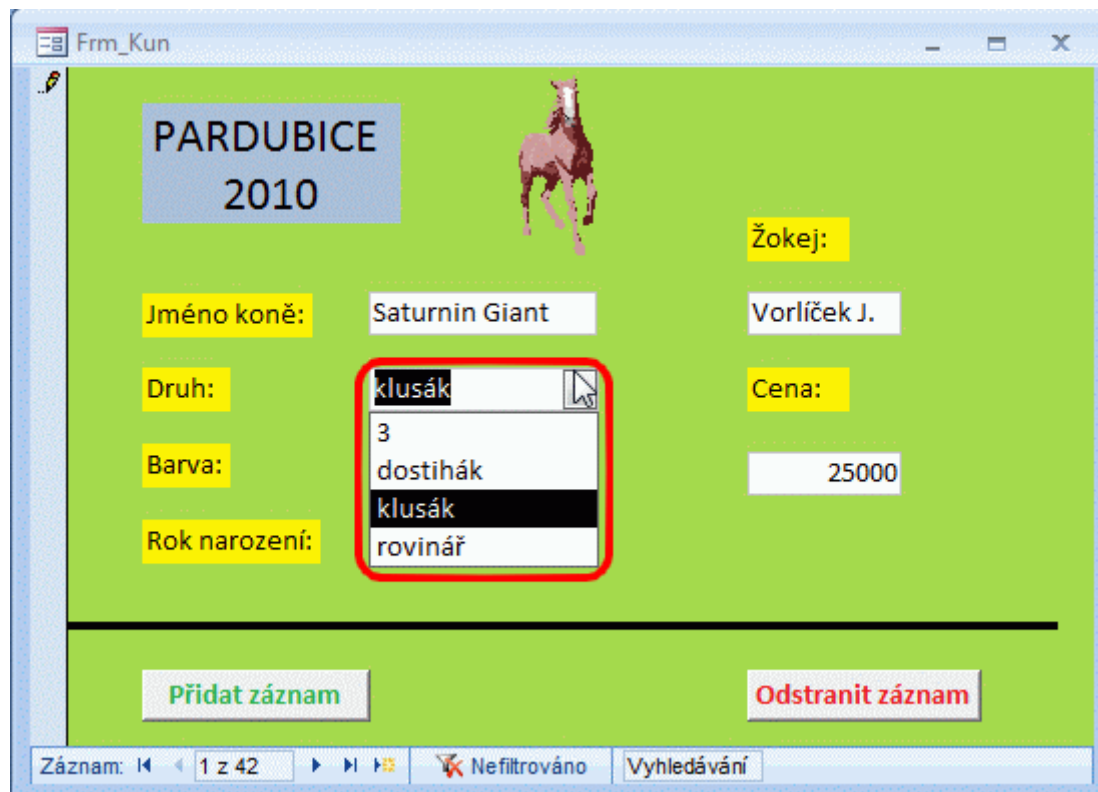 Frm_Kun
PARDUBICE
2010
Žokej:
Jméno koně:
Saturnin Giant
Vorlíček J.
Druh:
klusák
Cena:
3
dostihák
klusák
rovinář
Barva:
25000
Rok narození:
Přidat záznam
Odstranit záznam
Záznam:
1 z 42
Nefiltrováno
Vyhledávání